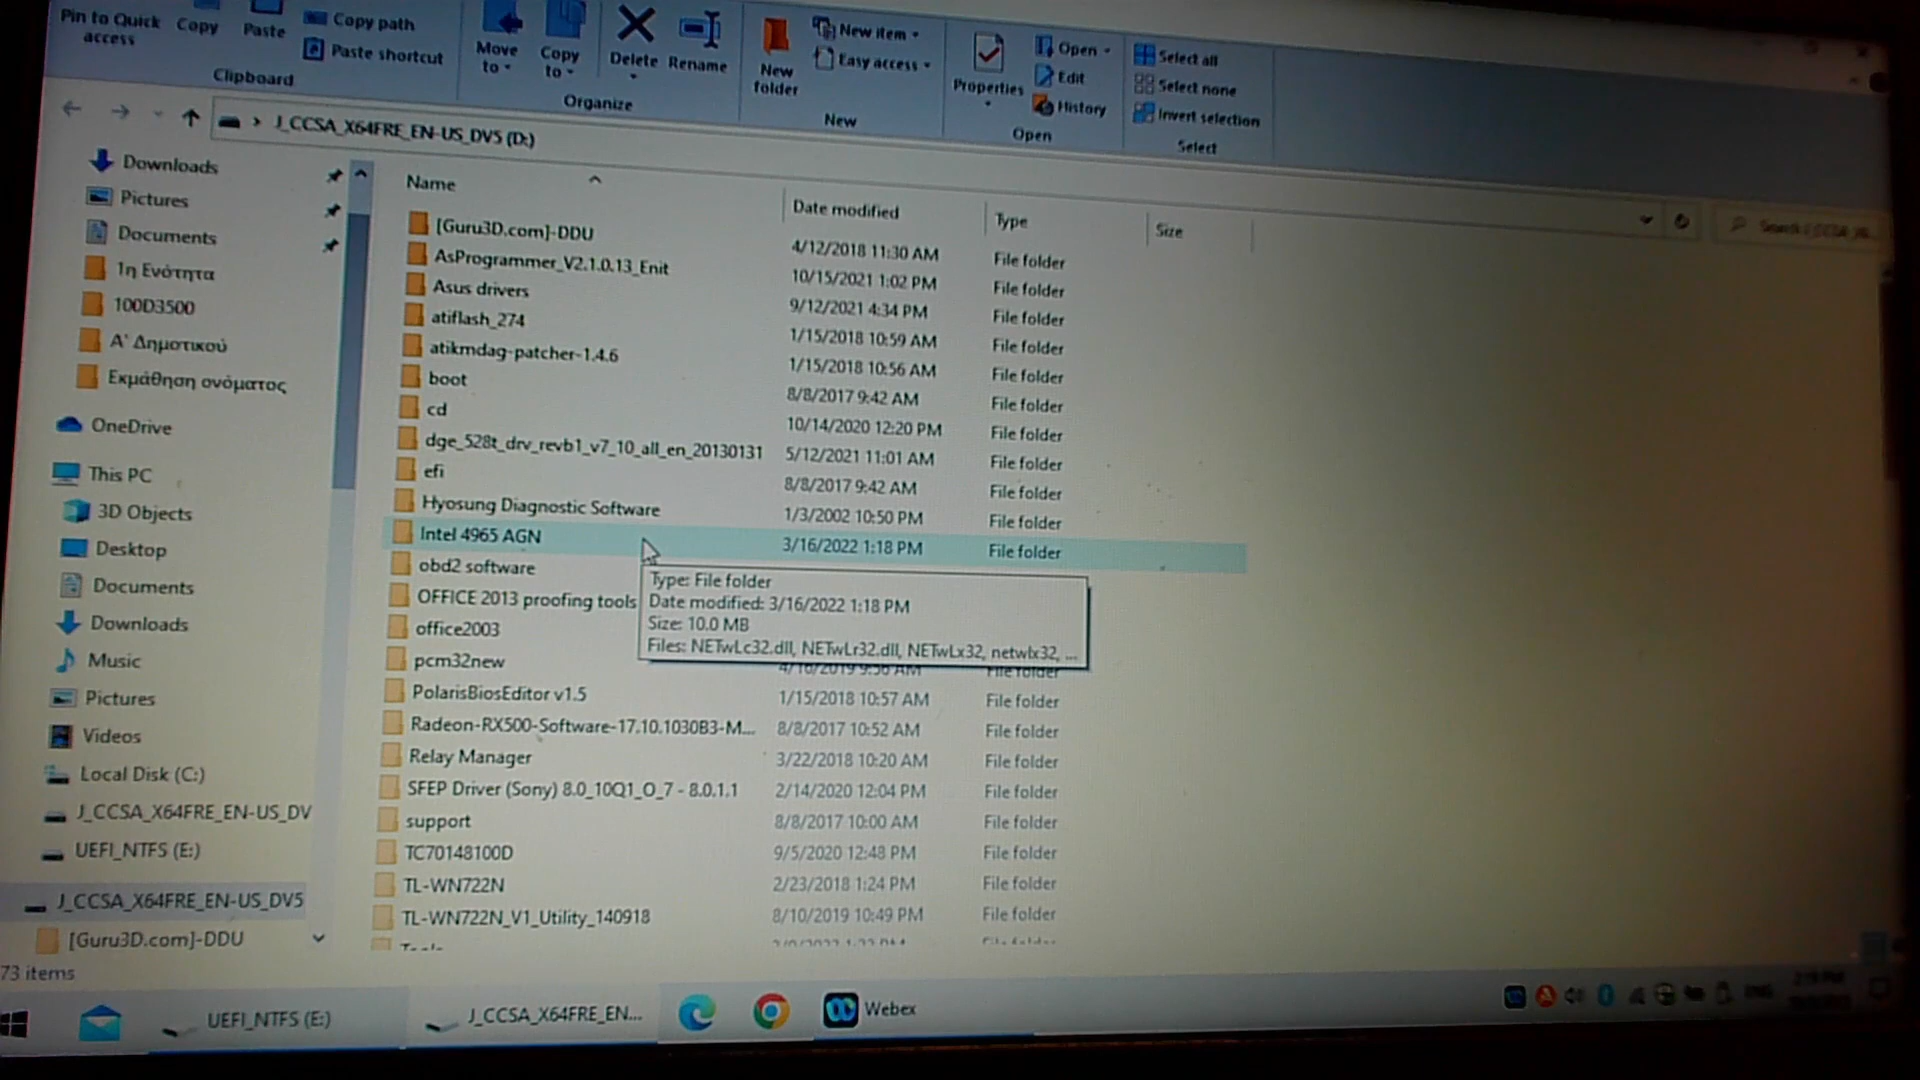 Pin to Quick access
Copy
Paste
Copy path
Paste shortcut
Clipboard
Move to
Copy to
Delete
Rename
Organize
New folder
New item
Easy access
New
Properties
Open
Edit
History
Open
Select all
Select none
Invert selection
Select
J_CCSA_X64FRE_EN-US_DV5 (D:)
Downloads
Pictures
Documents
1η Ενότητα
100D3500
Α' Δημοτικού
Εκμάθηση ονόματος
OneDrive
This PC
3D Objects
Desktop
Documents
Downloads
Music
Pictures
Videos
Local Disk (C:)
J_CCSA_X64FRE_EN-US_DV
UEFI_NTFS (E:)
J_CCSA_X64FRE_EN-US_DV5
[Guru3D.com]-DDU
73 items
Name Date modified Type Size
[Guru3D.com]-DDU 4/12/2018 11:30 AM File folder
AsProgrammer_V2.1.0.13_Enit 10/15/2021 1:02 PM File folder
Asus drivers 9/12/2021 4:34 PM File folder
atiflash_274 1/15/2018 10:59 AM File folder
atikmdag-patcher-1.4.6 1/15/2018 10:56 AM File folder
boot 8/8/2017 9:42 AM File folder
cd 10/14/2020 12:20 PM File folder
dge_528t_drv_revb1_v7_10_all_en_20130131 5/12/2021 11:01 AM File folder
efi 8/8/2017 9:42 AM File folder
Hyosung Diagnostic Software 1/3/2002 10:50 PM File folder
Intel 4965 AGN 3/16/2022 1:18 PM File folder
obd2 software
OFFICE 2013 proofing tools
office2003
pcm32new File folder
Type: File folder
Date modified: 3/16/2022 1:18 PM
Size: 10.0 MB
Files: NETwLc32.dll, NETwLr32.dll, NETwLx32, netwlx32, ...
PolarisBiosEditor v1.5 1/15/2018 10:57 AM File folder
Radeon-RX500-Software-17.10.1030B3-M... 8/8/2017 10:52 AM File folder
Relay Manager 3/22/2018 10:20 AM File folder
SFEP Driver (Sony) 8.0_10Q1_O_7 - 8.0.1.1 2/14/2020 12:04 PM File folder
support 8/8/2017 10:00 AM File folder
TC70148100D 9/5/2020 12:48 PM File folder
TL-WN722N 2/23/2018 1:24 PM File folder
TL-WN722N_V1_Utility_140918 8/10/2019 10:49 PM File folder
UEFI_NTFS (E:)
J_CCSA_X64FRE_EN...
Webex